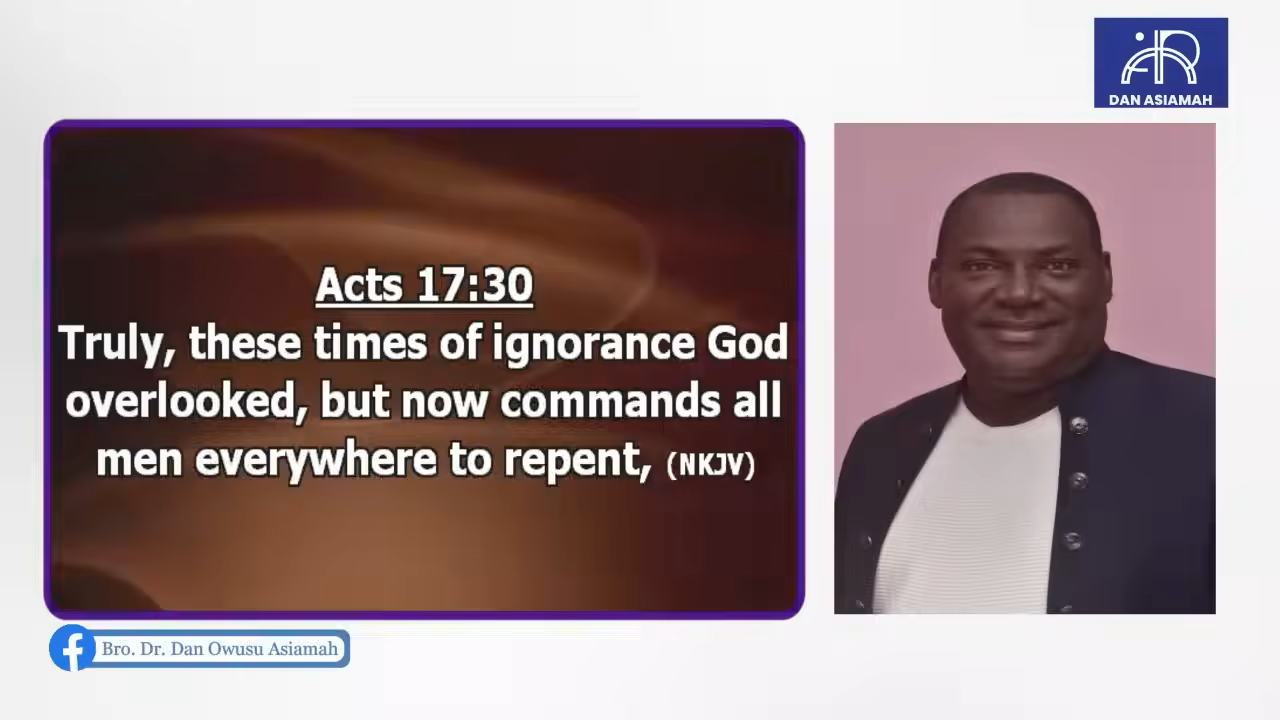 DAN ASIAMAH
Acts 17:30
Truly, these times of ignorance God
overlooked, but now commands all
men everywhere to repent, (NKJV)
Bro. Dr. Dan Owusu Asiamah